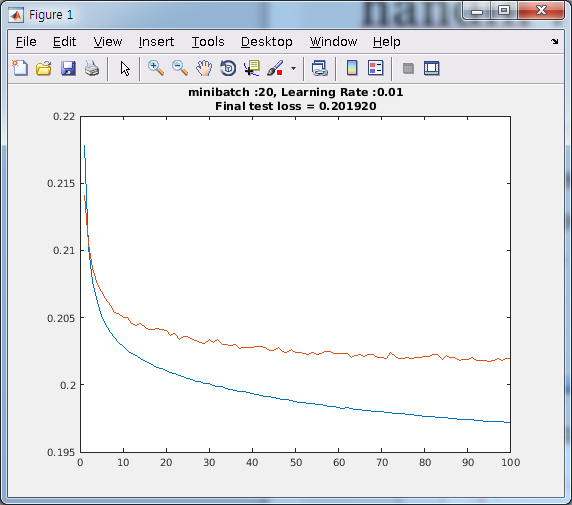 Figure 1
File Edit View Insert Tools Desktop Window Help
minibatch :20, Learning Rate :0.01
Final test loss = 0.201920
0.22
0.215
0.21
0.205
0.2
0.195
0 10 20 30 40 50 60 70 80 90 100